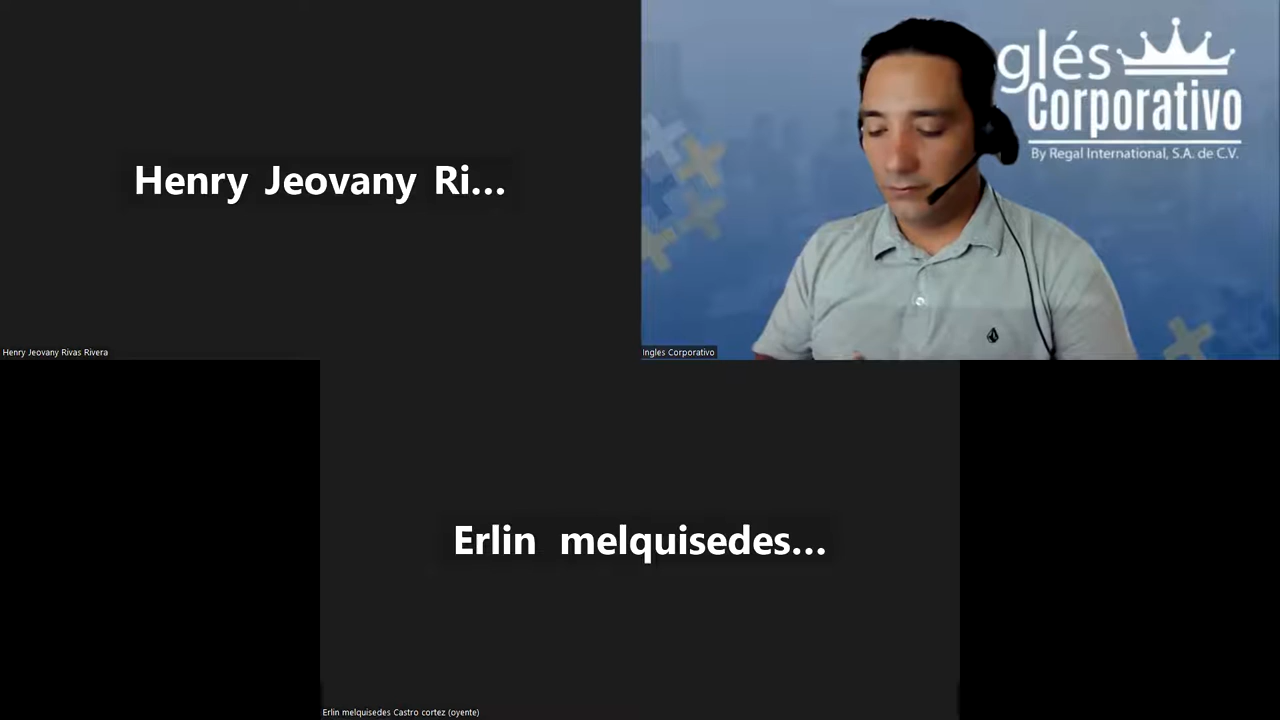 Henry Jeovany Ri...
Henry Jeovany Rivas Rivera
glés
Corporativo
By Regal International, S.A. de C.V.
Ingles Corporativo
Erlin melquisedes...
Erlin melquisedes Castro cortez (oyente)